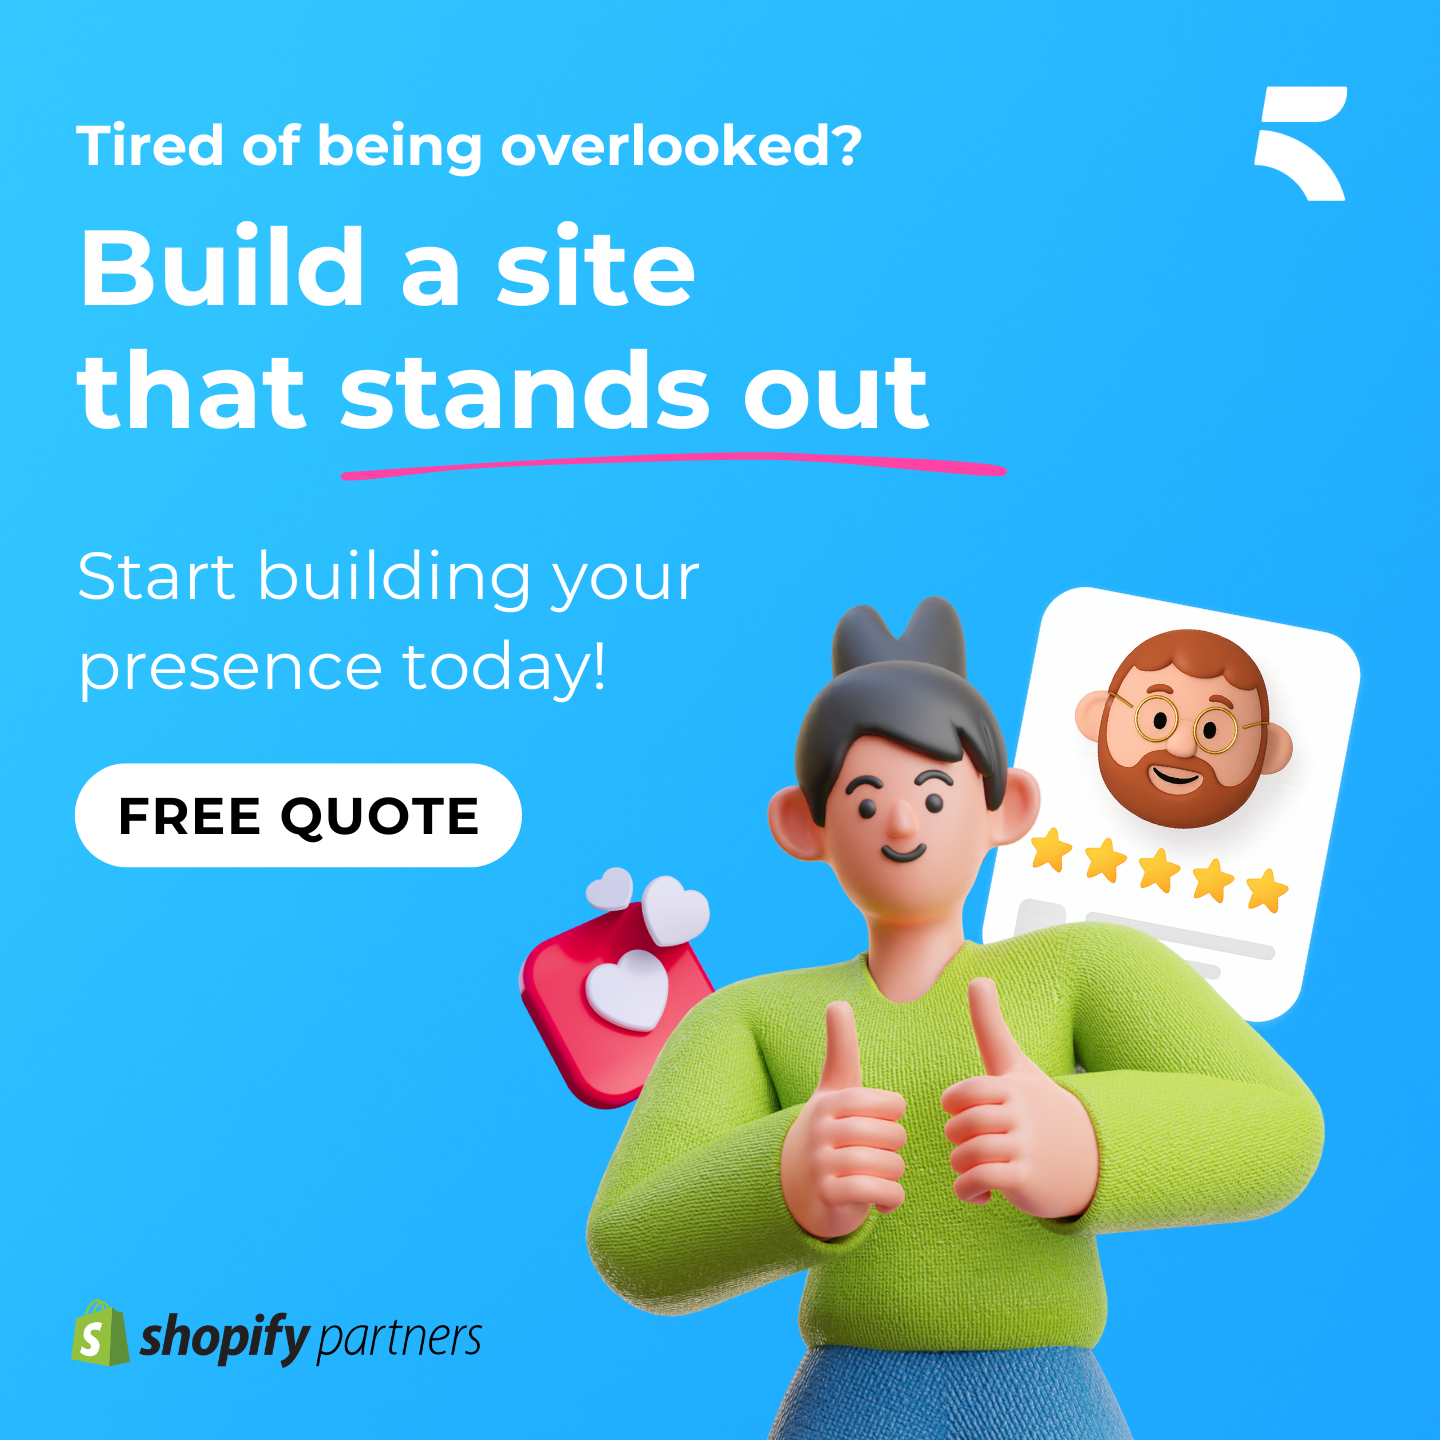 Tired of being overlooked?
Build a site
that stands out
Start building your
presence today!
FREE QUOTE
shopify partners